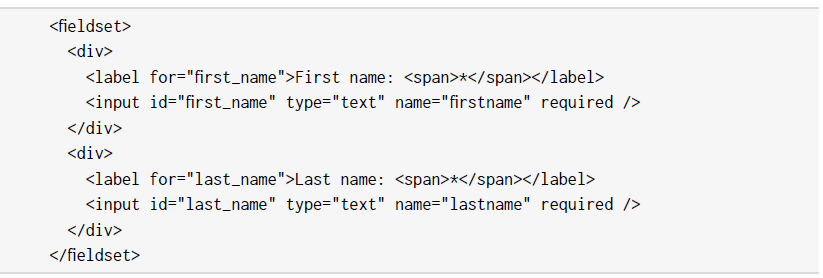 <fieldset>
<div>
<label for="first_name">First name: <span>*</span></label>
<input id="first_name" type="text" name="firstname" required />
</div>
<div>
<label for="last_name">Last name: <span>*</span></label>
<input id="last_name" type="text" name="lastname" required />
</div>
</fieldset>